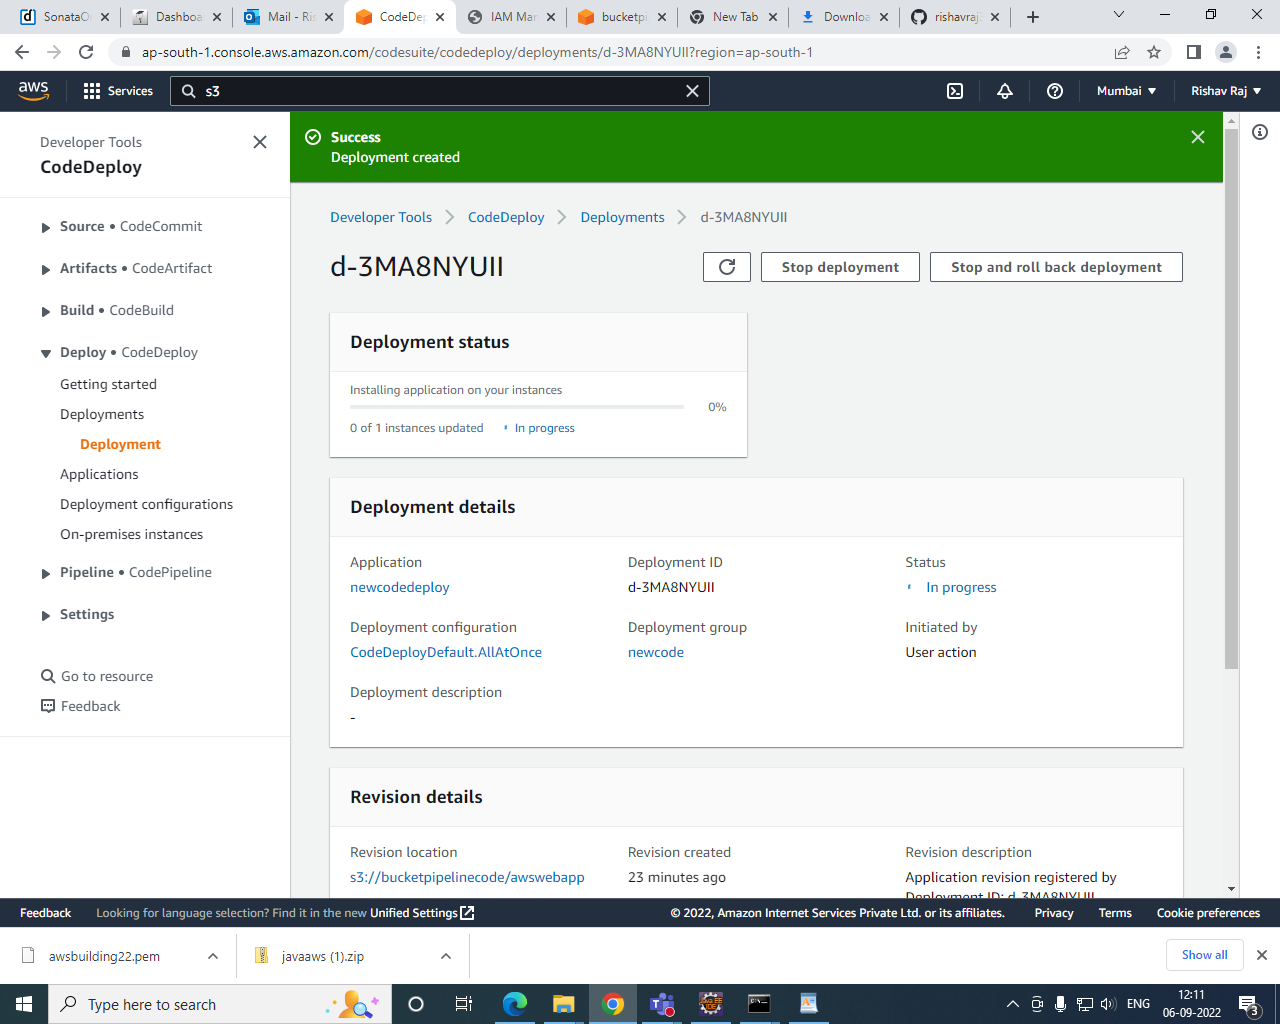 SonataO
Dashboa
Mail - Ris
CodeDep
IAM Man
bucketpi
New Tab
Downloa
rishavraj
ap-south-1.console.aws.amazon.com/codesuite/codedeploy/deployments/d-3MA8NYUII?region=ap-south-1
aws
Services
s3
Mumbai
Rishav Raj
Developer Tools
CodeDeploy
Source • CodeCommit
Artifacts • CodeArtifact
Build • CodeBuild
Deploy • CodeDeploy
Getting started
Deployments
Deployment
Applications
Deployment configurations
On-premises instances
Pipeline • CodePipeline
Settings
Go to resource
Feedback
Success
Deployment created
Developer Tools
CodeDeploy
Deployments
d-3MA8NYUII
d-3MA8NYUII
Stop deployment
Stop and roll back deployment
Deployment status
Installing application on your instances
0%
0 of 1 instances updated
In progress
Deployment details
Application
Deployment ID
Status
newcodedeploy
d-3MA8NYUII
In progress
Deployment configuration
Deployment group
Initiated by
CodeDeployDefault.AllAtOnce
newcode
User action
Deployment description
-
Revision details
Revision location
Revision created
Revision description
s3://bucketpipelinecode/awswebapp
23 minutes ago
Application revision registered by
Deployment ID: d-3MA8NYUII
Feedback
Looking for language selection? Find it in the new Unified Settings
© 2022, Amazon Internet Services Private Ltd. or its affiliates.
Privacy
Terms
Cookie preferences
awsbuilding22.pem
javaaws (1).zip
Show all
Type here to search
ENG
12:11
06-09-2022
3